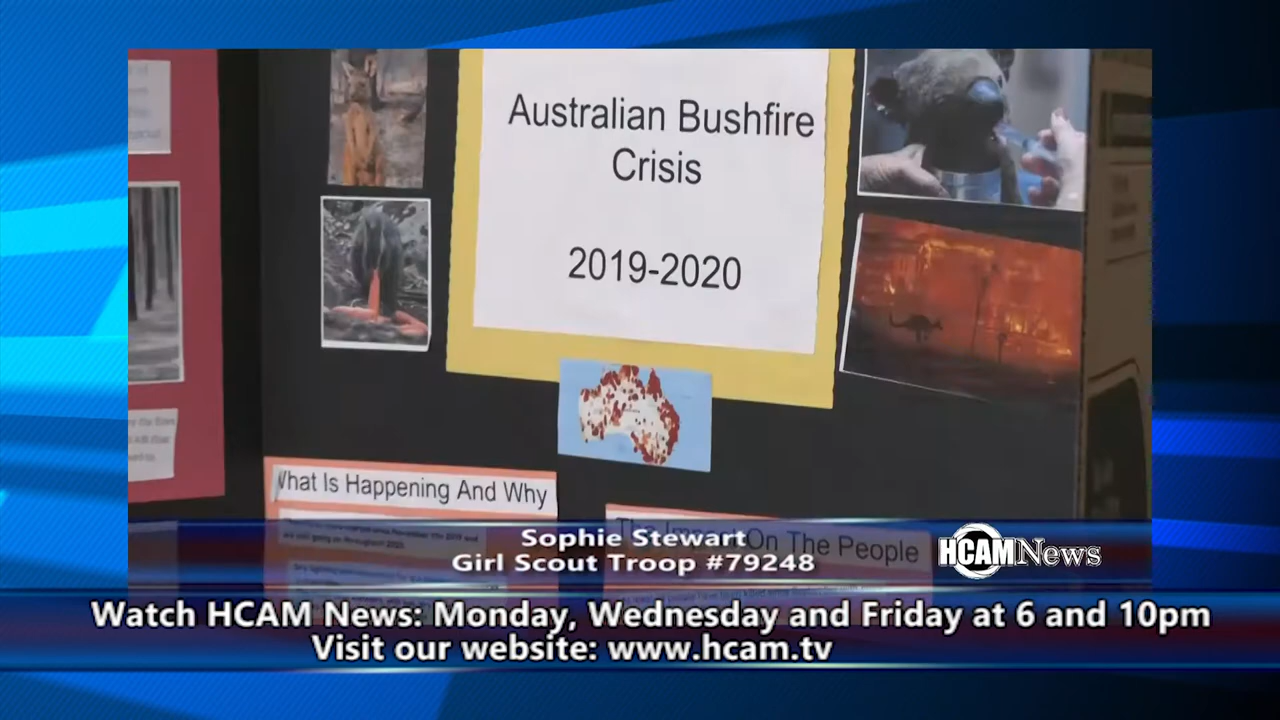 Australian Bushfire
Crisis
2019-2020
What Is Happening And Why
The Impact On The People
Sophie Stewart
Girl Scout Troop #79248
HCAM News
Watch HCAM News: Monday, Wednesday and Friday at 6 and 10pm
Visit our website: www.hcam.tv